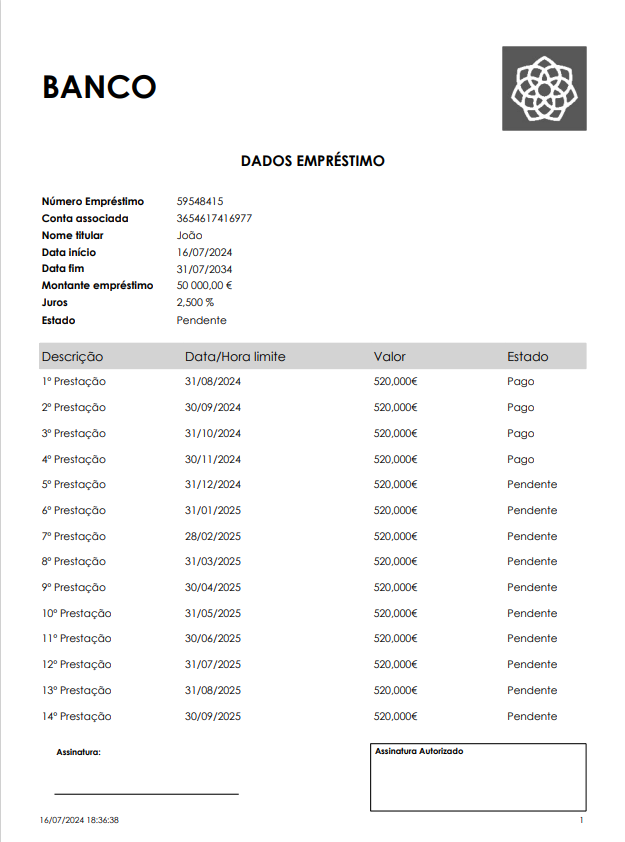 BANCO
DADOS EMPRÉSTIMO
Número Empréstimo 59548415
Conta associada 3654617416977
Nome titular João
Data início 16/07/2024
Data fim 31/07/2034
Montante empréstimo 50 000,00 €
Juros 2,500 %
Estado Pendente
Descrição Data/Hora limite Valor Estado
1º Prestação 31/08/2024 520,000€ Pago
2º Prestação 30/09/2024 520,000€ Pago
3º Prestação 31/10/2024 520,000€ Pago
4º Prestação 30/11/2024 520,000€ Pago
5º Prestação 31/12/2024 520,000€ Pendente
6º Prestação 31/01/2025 520,000€ Pendente
7º Prestação 28/02/2025 520,000€ Pendente
8º Prestação 31/03/2025 520,000€ Pendente
9º Prestação 30/04/2025 520,000€ Pendente
10º Prestação 31/05/2025 520,000€ Pendente
11º Prestação 30/06/2025 520,000€ Pendente
12º Prestação 31/07/2025 520,000€ Pendente
13º Prestação 31/08/2025 520,000€ Pendente
14º Prestação 30/09/2025 520,000€ Pendente
Assinatura: Assinatura Autorizado
16/07/2024 18:36:38 1